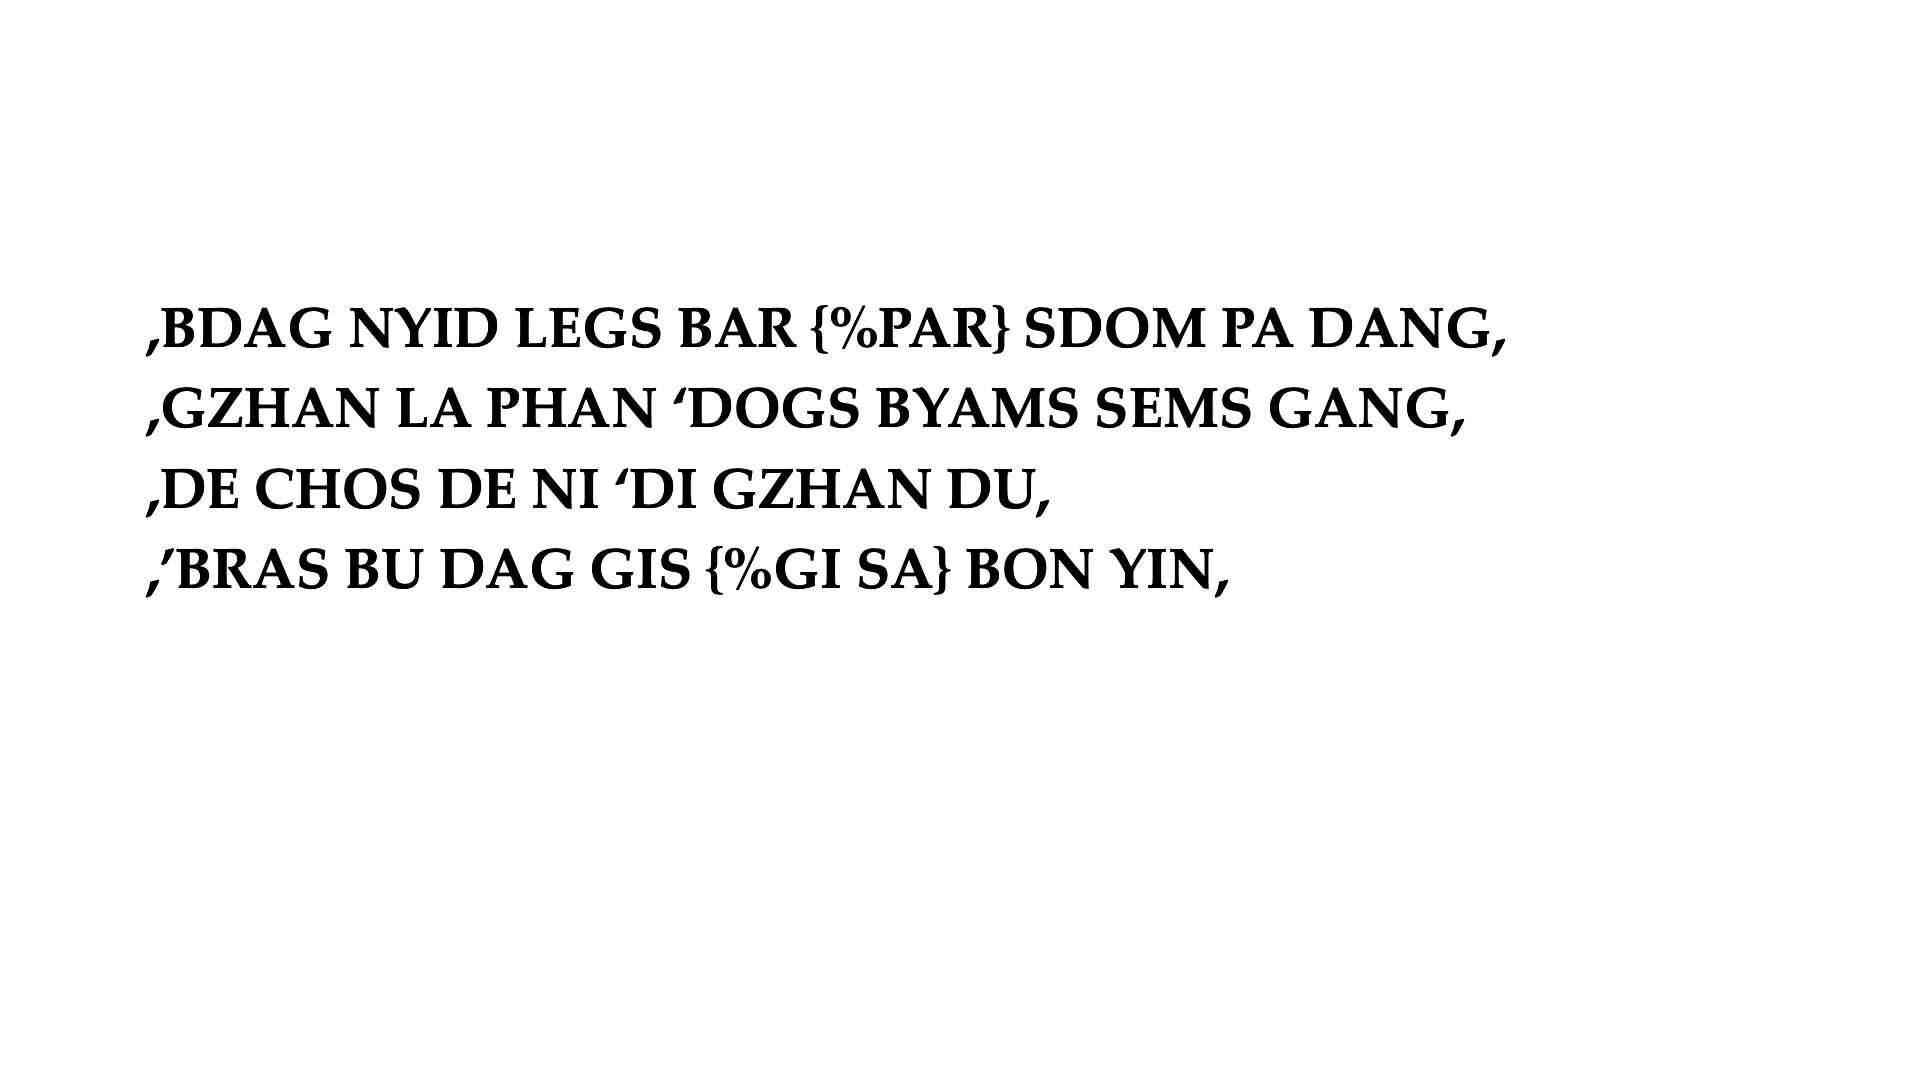 ,BDAG NYID LEGS BAR {%PAR} SDOM PA DANG,
,GZHAN LA PHAN ‘DOGS BYAMS SEMS GANG,
,DE CHOS DE NI ‘DI GZHAN DU,
,’BRAS BU DAG GIS {%GI SA} BON YIN,